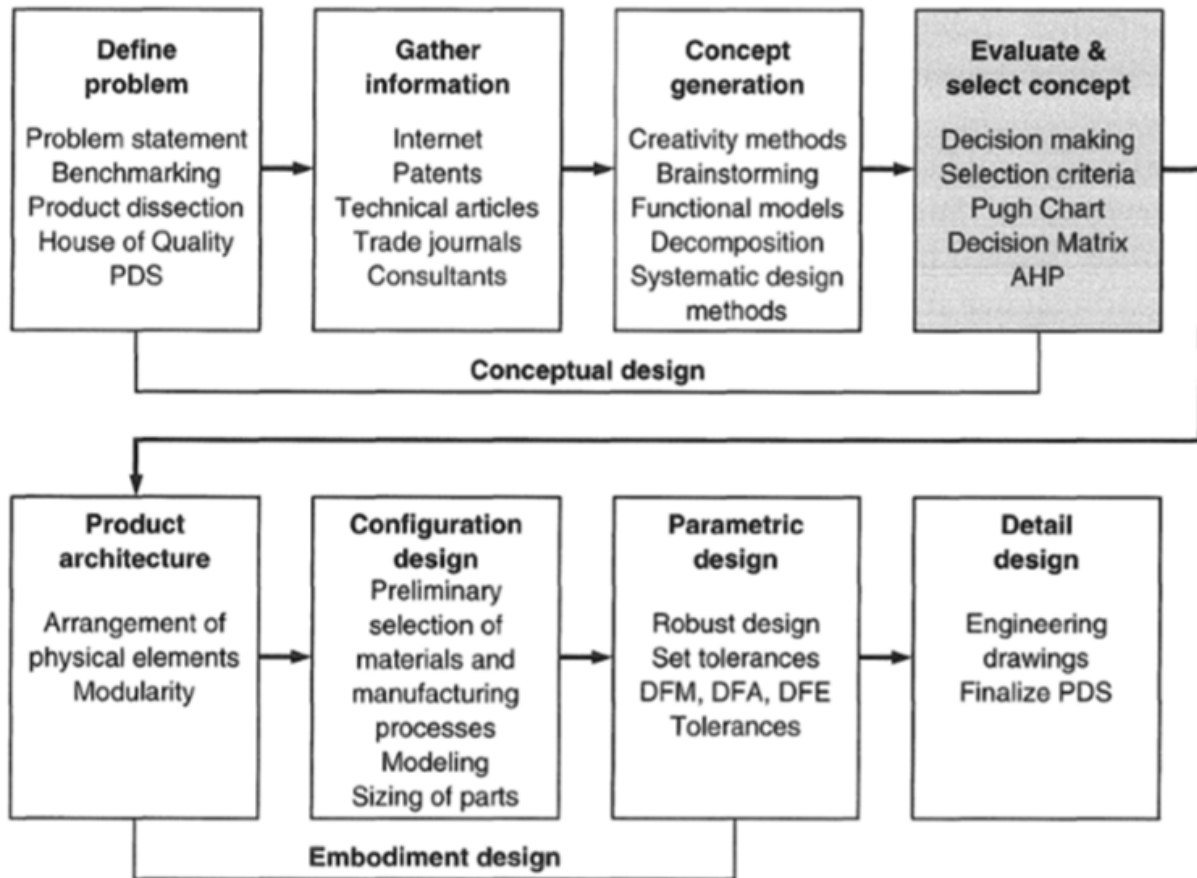 Define
problem
Problem statement
Benchmarking
Product dissection
House of Quality
PDS
Gather
information
Internet
Patents
Technical articles
Trade journals
Consultants
Concept
generation
Creativity methods
Brainstorming
Functional models
Decomposition
Systematic design
methods
Evaluate &
select concept
Decision making
Selection criteria
Pugh Chart
Decision Matrix
AHP
Conceptual design
Product
architecture
Arrangement of
physical elements
Modularity
Configuration
design
Preliminary
selection of
materials and
manufacturing
processes
Modeling
Sizing of parts
Parametric
design
Robust design
Set tolerances
DFM, DFA, DFE
Tolerances
Detail
design
Engineering
drawings
Finalize PDS
Embodiment design